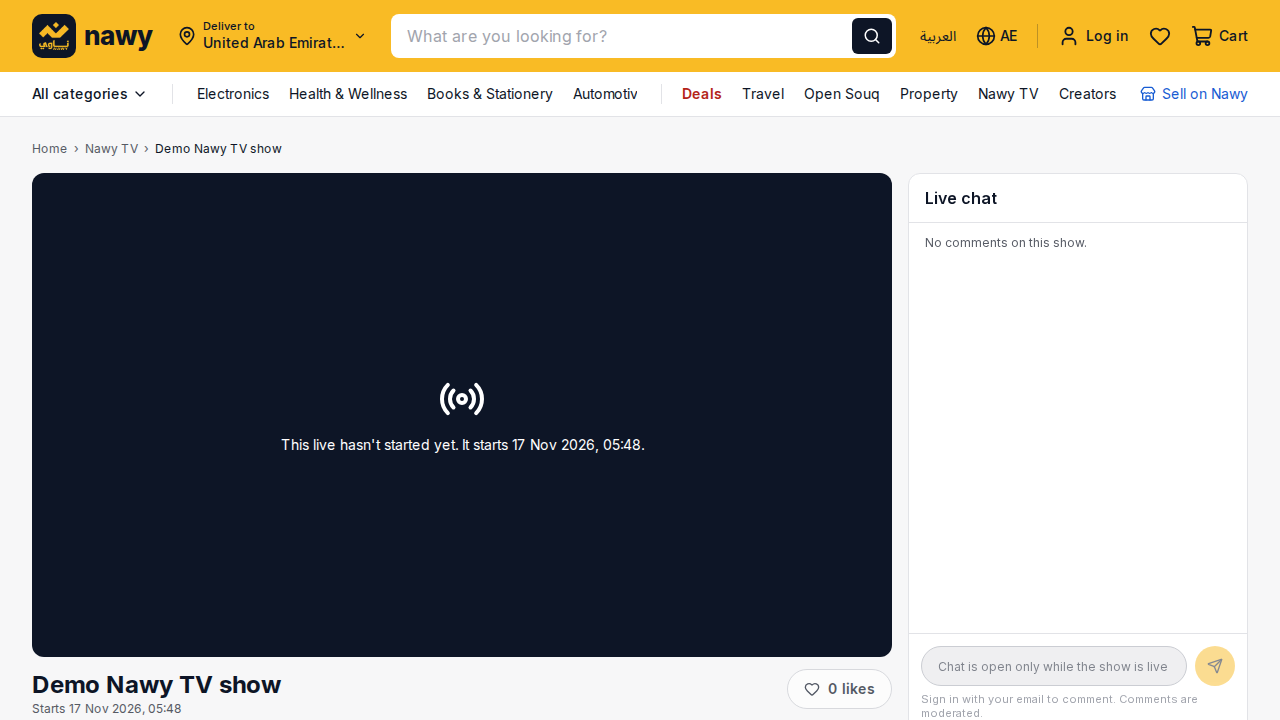 ناوي
nawy
Deliver to
United Arab Emirat...
What are you looking for?
العربية
AE
Log in
Cart
All categories
Electronics
Health & Wellness
Books & Stationery
Automotiv
Deals
Travel
Open Souq
Property
Nawy TV
Creators
Sell on Nawy
Home › Nawy TV › Demo Nawy TV show
This live hasn't started yet. It starts 17 Nov 2026, 05:48.
Live chat
No comments on this show.
Chat is open only while the show is live
Sign in with your email to comment. Comments are
moderated.
Demo Nawy TV show
Starts 17 Nov 2026, 05:48
0 likes